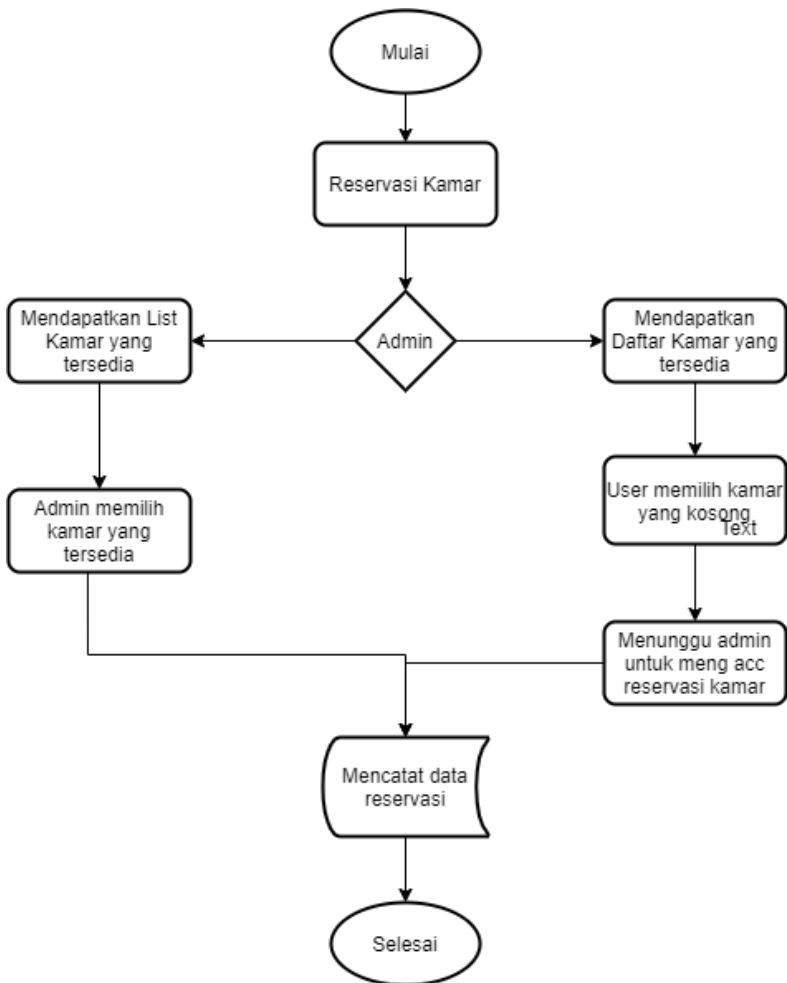 Mulai
Reservasi Kamar
Admin
Mendapatkan List
Kamar yang
tersedia
Admin memilih
kamar yang
tersedia
Mendapatkan
Daftar Kamar yang
tersedia
User memilih kamar
yang kosong
Text
Menunggu admin
untuk meng acc
reservasi kamar
Mencatat data
reservasi
Selesai